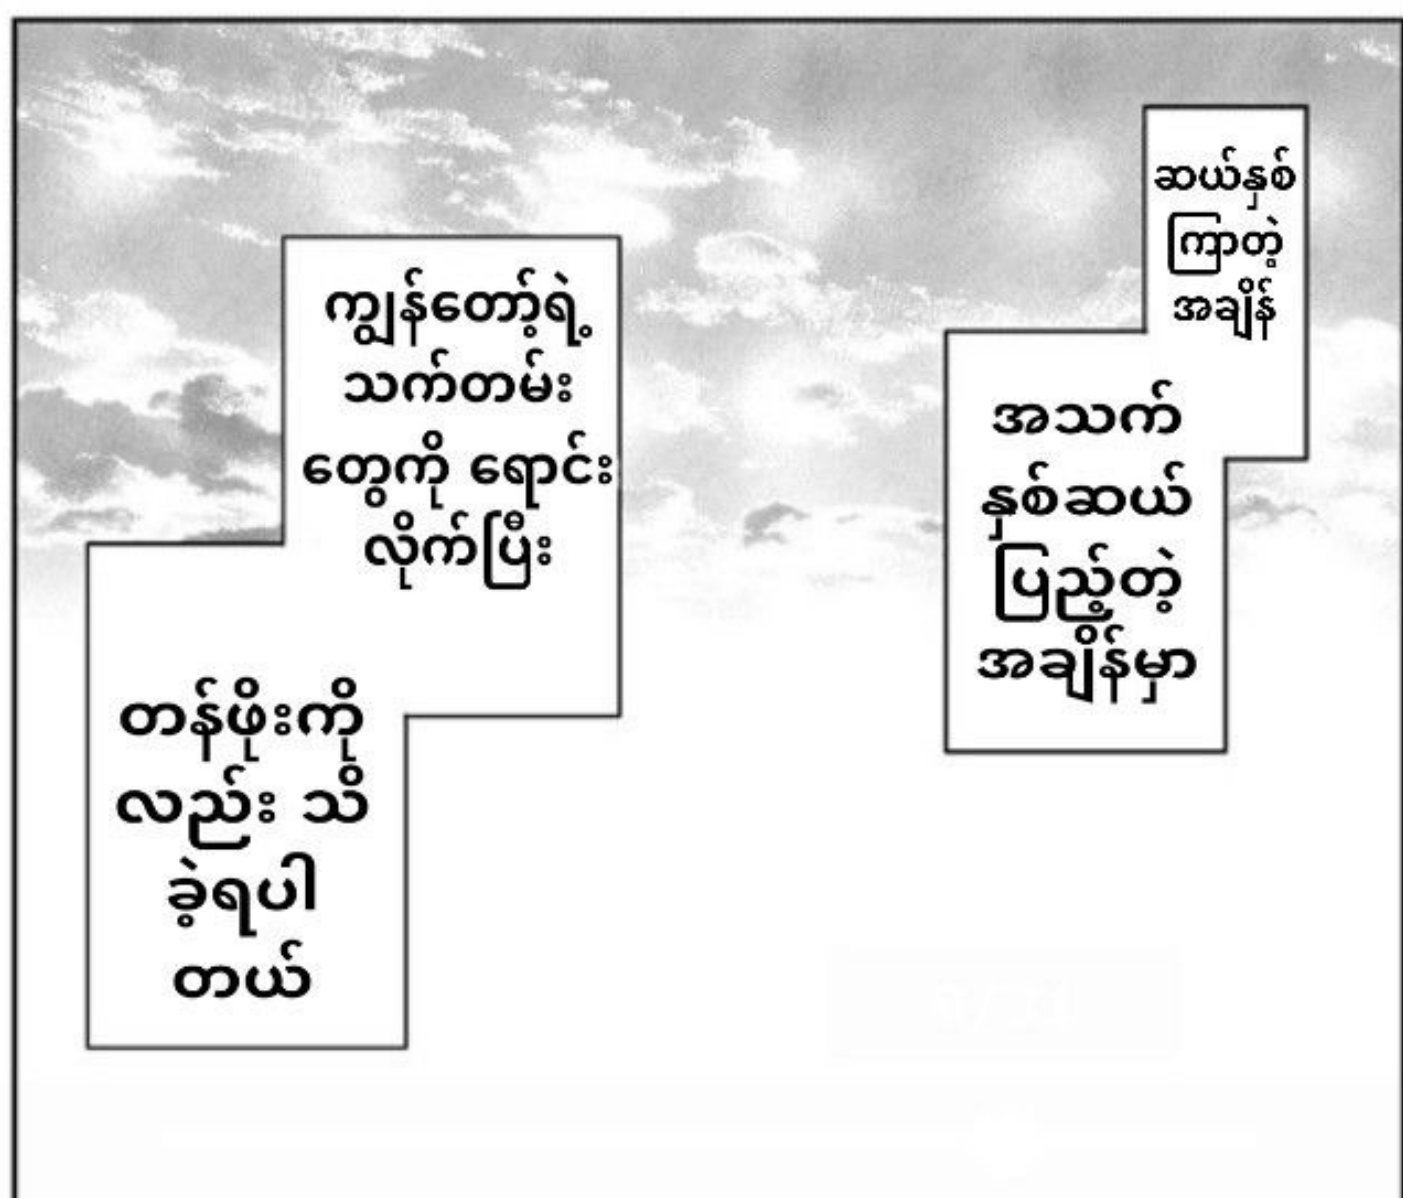 ဆယ်နှစ်
ကြာတဲ့
အချိန်
အသက်
နှစ်ဆယ်
ပြည့်တဲ့
အချိန်မှာ
ကျွန်တော့်ရဲ့
သက်တမ်း
တွေကို ရောင်း
လိုက်ပြီး
တန်ဖိုးကို
လည်း သိ
ခဲ့ရပါ
တယ်